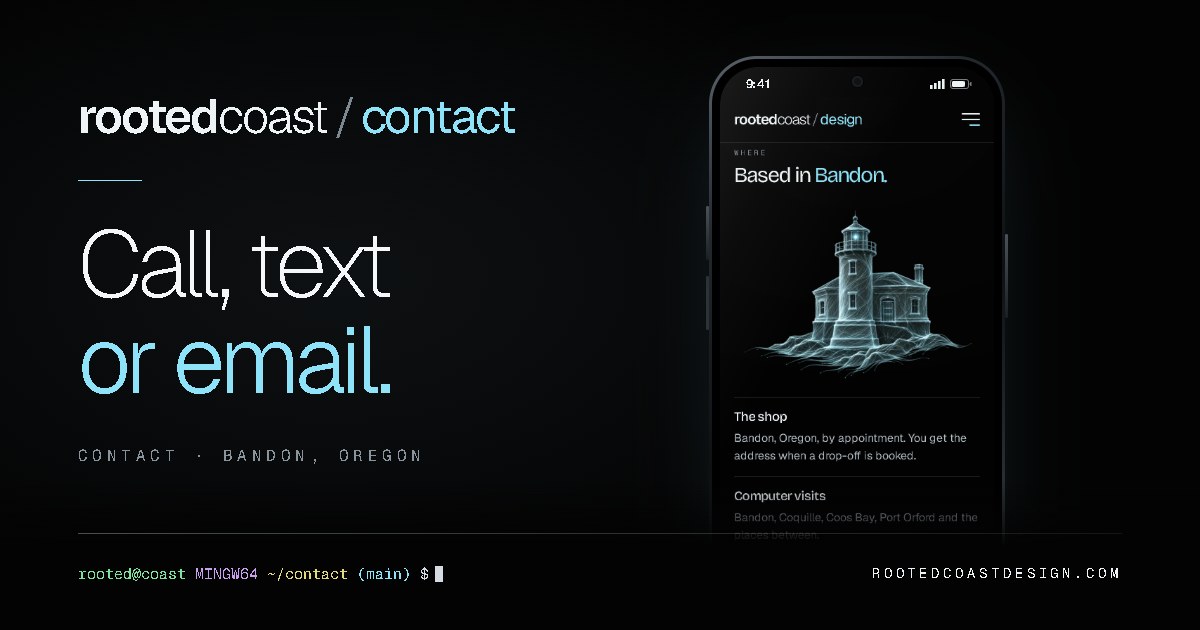 rootedcoast / contact
Call, text
or email.
CONTACT · BANDON, OREGON
9:41
rootedcoast / design
WHERE
Based in Bandon.
The shop
Bandon, Oregon, by appointment. You get the
address when a drop-off is booked.
Computer visits
Bandon, Coquille, Coos Bay, Port Orford and the
places between.
rooted@coast MINGW64 ~/contact (main) $
ROOTEDCOASTDESIGN.COM